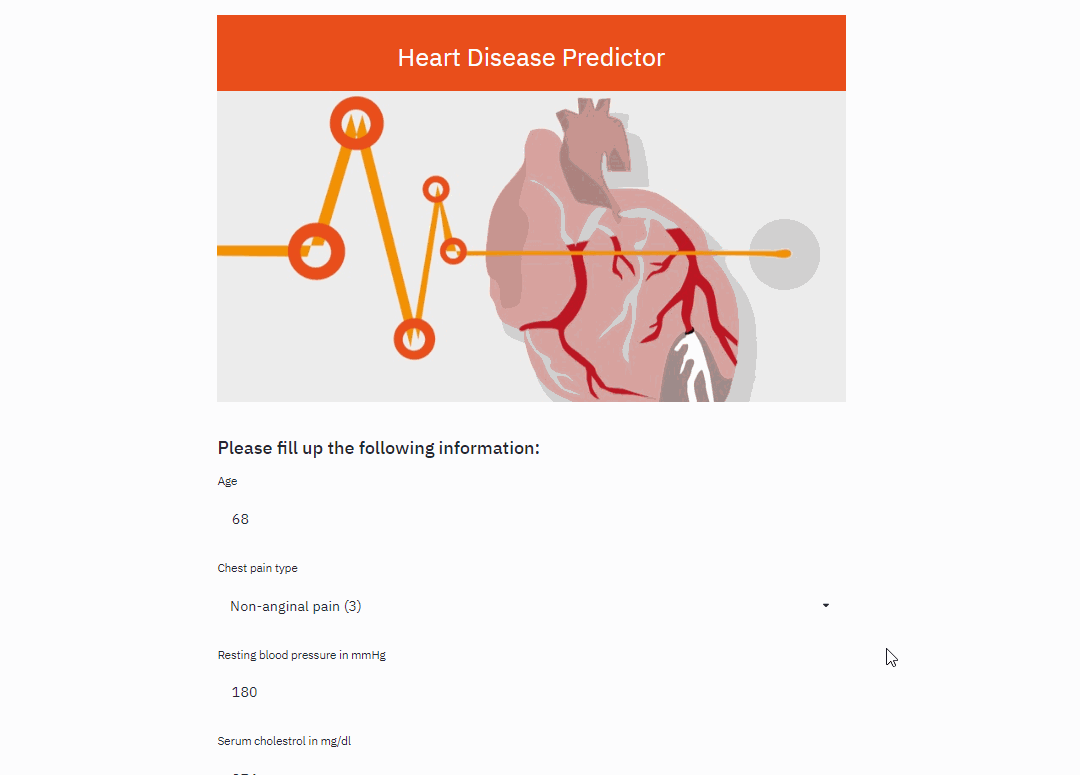 Heart Disease Predictor
Please fill up the following information:
Age
68
Chest pain type
Non-anginal pain (3)
Resting blood pressure in mmHg
180
Serum cholestrol in mg/dl